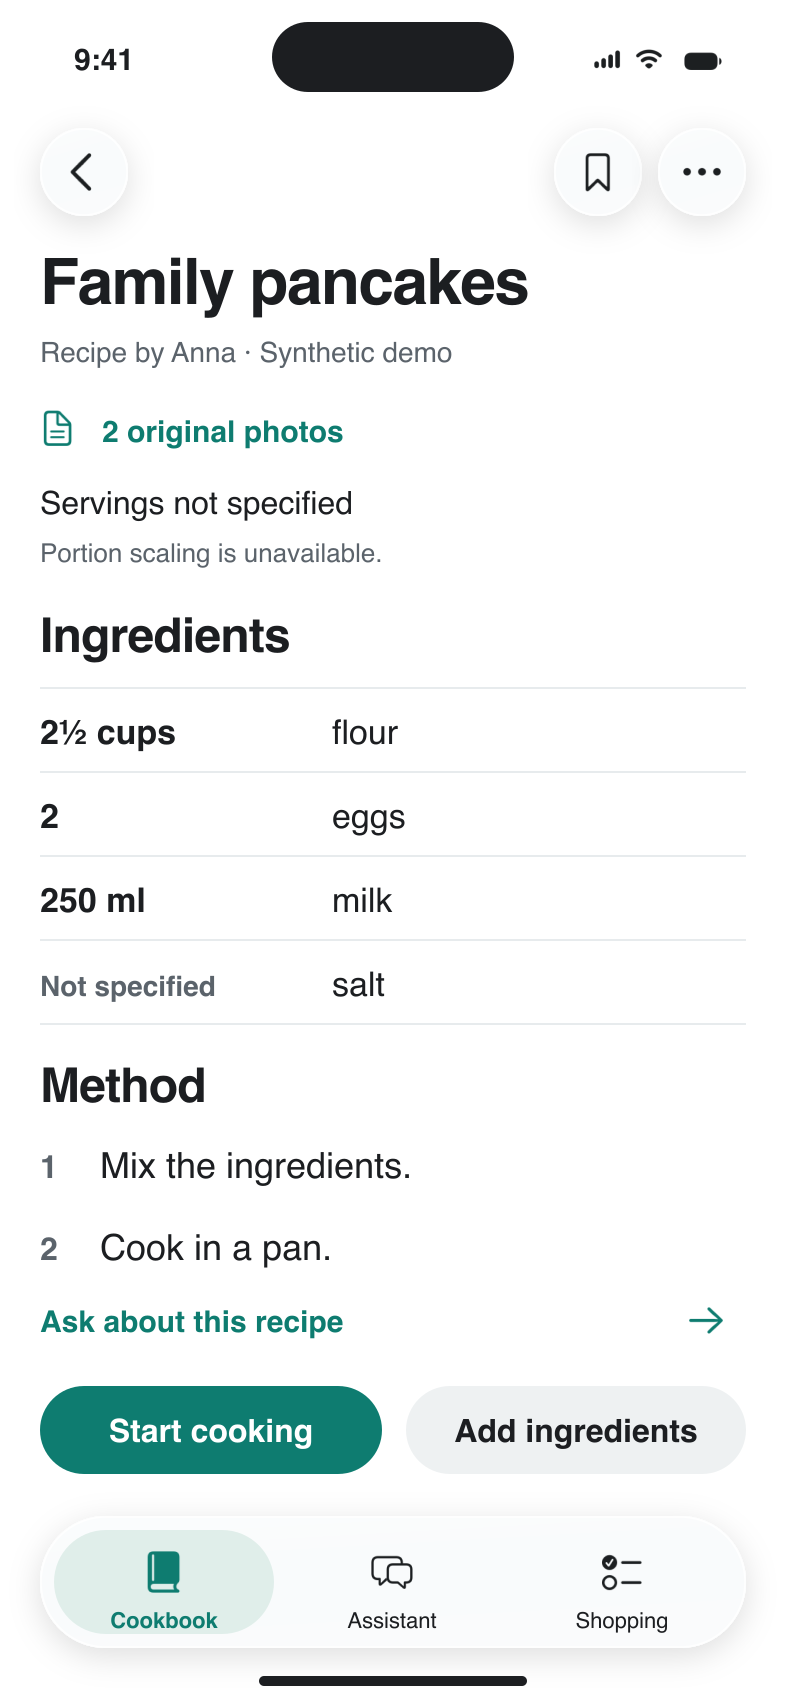 9:41
Family pancakes
Recipe by Anna · Synthetic demo
2 original photos
Servings not specified
Portion scaling is unavailable.
Ingredients
2½ cups flour
2 eggs
250 ml milk
Not specified salt
Method
1 Mix the ingredients.
2 Cook in a pan.
Ask about this recipe
Start cooking Add ingredients
Cookbook Assistant Shopping